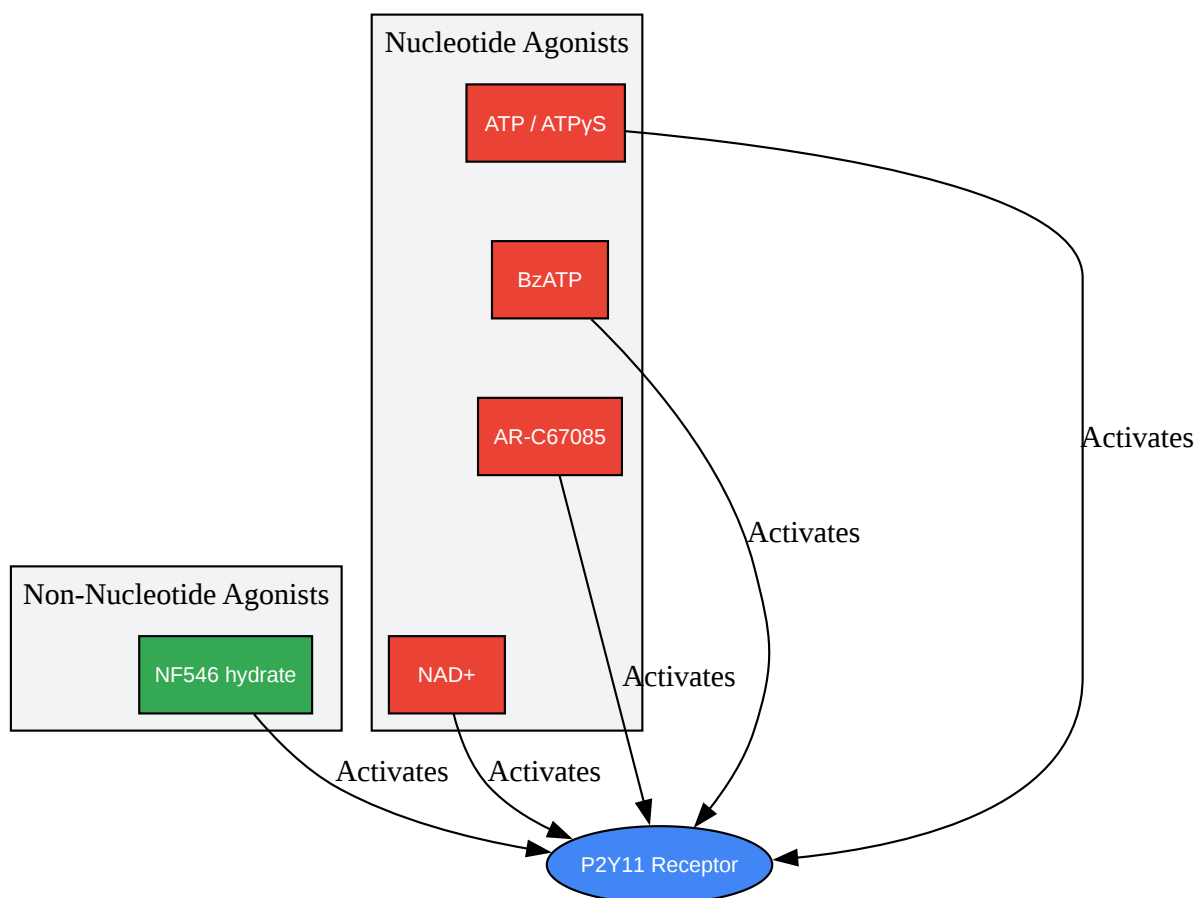 Nucleotide Agonists
ATP / ATPγS
BzATP
AR-C67085
Activates
Activates
Non-Nucleotide Agonists
NF546 hydrate
NAD+
Activates
Activates
Activates
P2Y11 Receptor